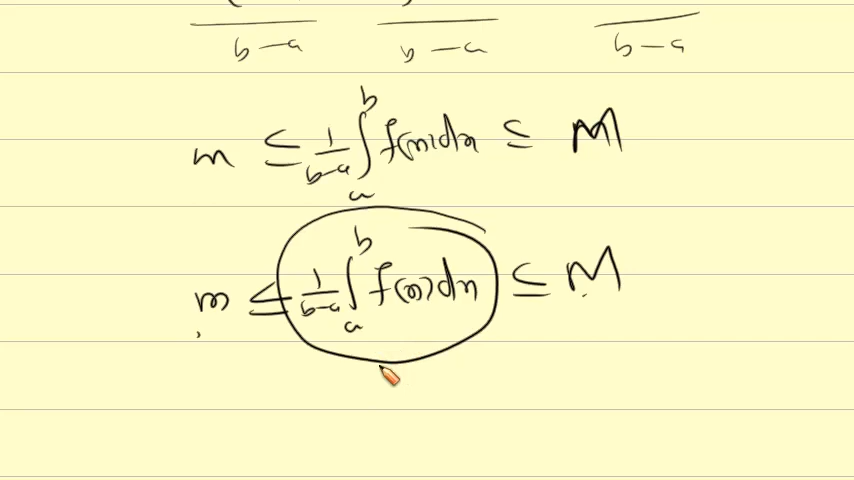 b-a b-a b-a
m ≤ 1/b-a ∫_a^b f(x)dx ≤ M
m ≤ 1/b-a ∫_a^b f(x)dx ≤ M